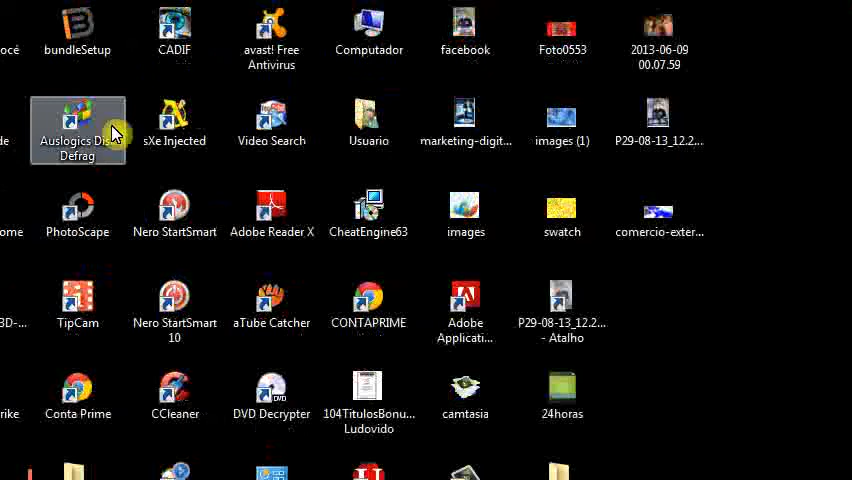 ocê
bundleSetup
CADIF
avast! Free
Antivirus
Computador
facebook
Foto0553
2013-06-09
00.07.59
de
Auslogics Dis
Defrag
sXe Injected
Video Search
Usuario
marketing-digit...
images (1)
P29-08-13_12.2...
ome
PhotoScape
Nero StartSmart
Adobe Reader X
CheatEngine63
images
swatch
comercio-exter...
3D-...
TipCam
Nero StartSmart
10
aTube Catcher
CONTAPRIME
Adobe
Applicati...
P29-08-13_12.2...
- Atalho
rike
Conta Prime
CCleaner
DVD
DVD Decrypter
104TitulosBonu...
Ludovido
camtasia
24horas